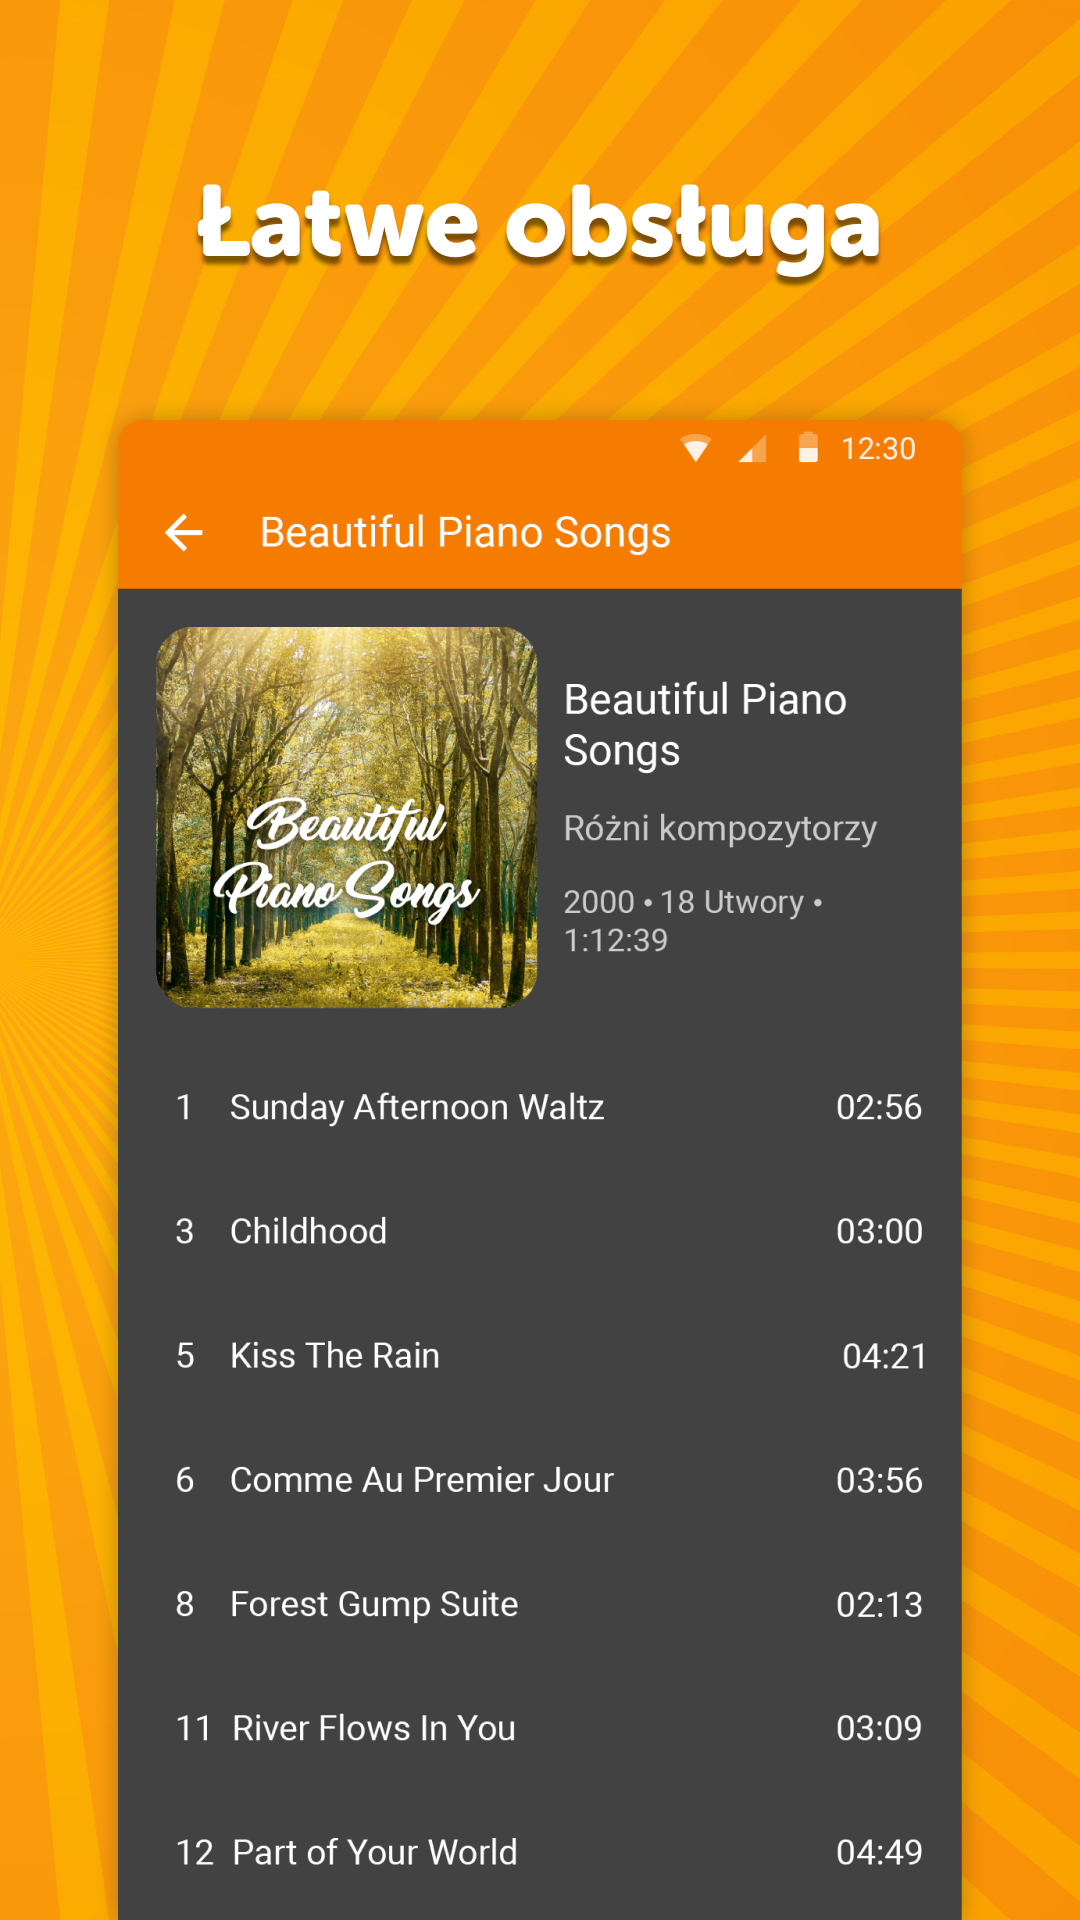 Łatwe obsługa
12:30
Beautiful Piano Songs
Beautiful
Piano Songs
Beautiful Piano
Songs
Różni kompozytorzy
2000 • 18 Utwory •
1:12:39
1 Sunday Afternoon Waltz 02:56
3 Childhood 03:00
5 Kiss The Rain 04:21
6 Comme Au Premier Jour 03:56
8 Forest Gump Suite 02:13
11 River Flows In You 03:09
12 Part of Your World 04:49